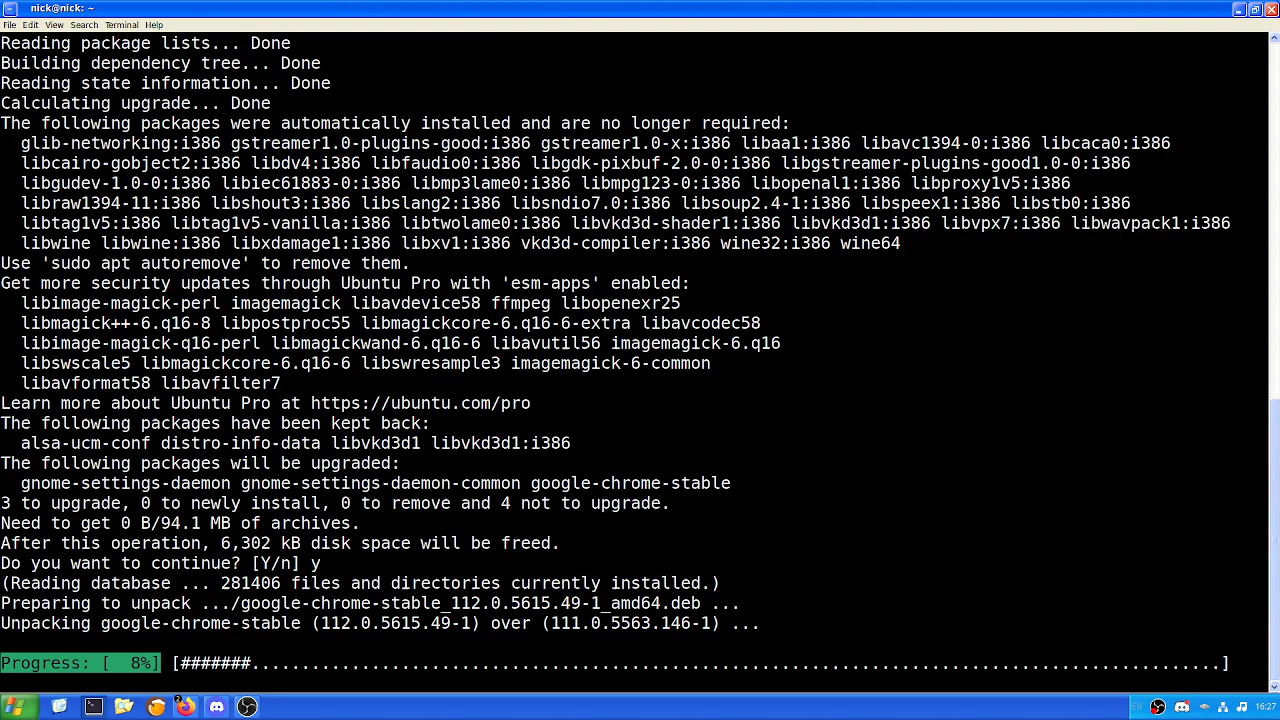 nick@nick: ~
File Edit View Search Terminal Help
Reading package lists... Done
Building dependency tree... Done
Reading state information... Done
Calculating upgrade... Done
The following packages were automatically installed and are no longer required:
  glib-networking:i386 gstreamer1.0-plugins-good:i386 gstreamer1.0-x:i386 libaa1:i386 libavc1394-0:i386 libcaca0:i386
  libcairo-gobject2:i386 libdv4:i386 libfaudio0:i386 libgdk-pixbuf-2.0-0:i386 libgstreamer-plugins-good1.0-0:i386
  libgudev-1.0-0:i386 libiec61883-0:i386 libmp3lame0:i386 libmpg123-0:i386 libopenal1:i386 libproxy1v5:i386
  libraw1394-11:i386 libshout3:i386 libslang2:i386 libsndio7.0:i386 libsoup2.4-1:i386 libspeex1:i386 libstb0:i386
  libtag1v5:i386 libtag1v5-vanilla:i386 libtwolame0:i386 libvkd3d-shader1:i386 libvkd3d1:i386 libvpx7:i386 libwavpack1:i386
  libwine libwine:i386 libxdamage1:i386 libxv1:i386 vkd3d-compiler:i386 wine32:i386 wine64
Use 'sudo apt autoremove' to remove them.
Get more security updates through Ubuntu Pro with 'esm-apps' enabled:
  libimage-magick-perl imagemagick libavdevice58 ffmpeg libopenexr25
  libmagick++-6.q16-8 libpostproc55 libmagickcore-6.q16-6-extra libavcodec58
  libimage-magick-q16-perl libmagickwand-6.q16-6 libavutil56 imagemagick-6.q16
  libswscale5 libmagickcore-6.q16-6 libswresample3 imagemagick-6-common
  libavformat58 libavfilter7
Learn more about Ubuntu Pro at https://ubuntu.com/pro
The following packages have been kept back:
  alsa-ucm-conf distro-info-data libvkd3d1 libvkd3d1:i386
The following packages will be upgraded:
  gnome-settings-daemon gnome-settings-daemon-common google-chrome-stable
3 to upgrade, 0 to newly install, 0 to remove and 4 not to upgrade.
Need to get 0 B/94.1 MB of archives.
After this operation, 6,302 kB disk space will be freed.
Do you want to continue? [Y/n] y
(Reading database ... 281406 files and directories currently installed.)
Preparing to unpack .../google-chrome-stable_112.0.5615.49-1_amd64.deb ...
Unpacking google-chrome-stable (112.0.5615.49-1) over (111.0.5563.146-1) ...
Progress: [  8%] [#######.................................................................................................]
2
EN 16:27